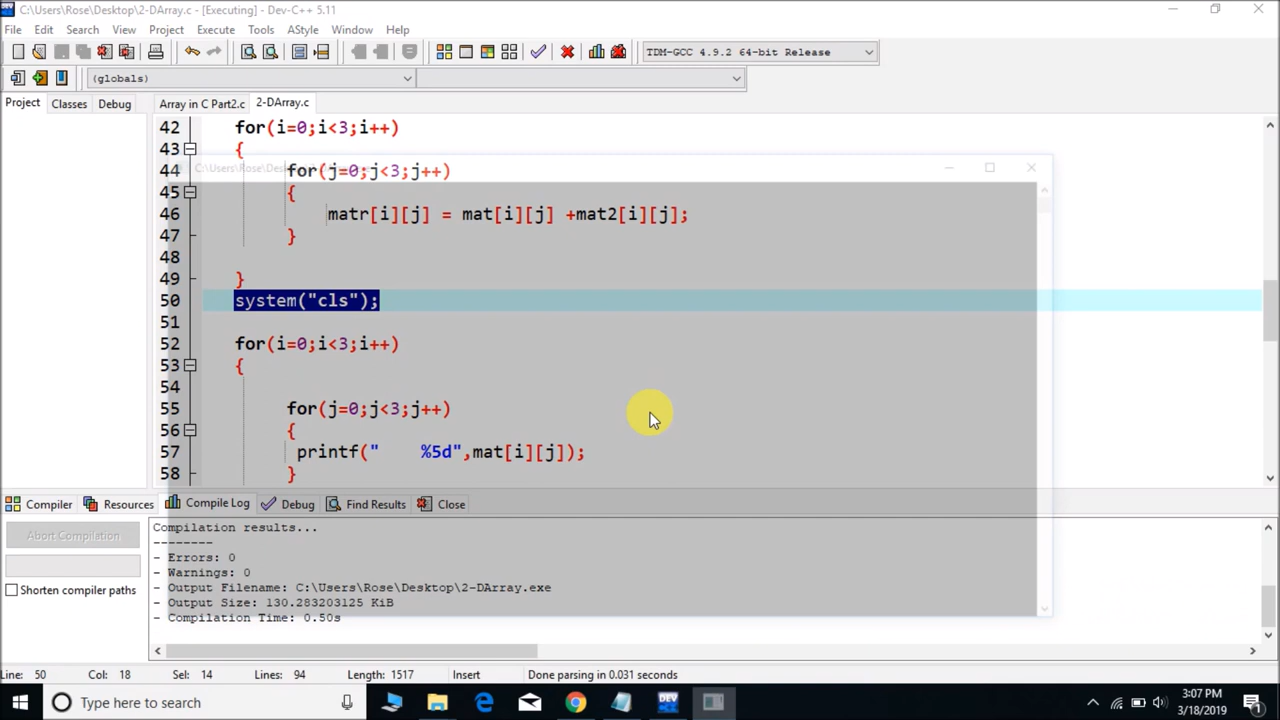 C:\Users\Rose\Desktop\2-DArray.c - [Executing] - Dev-C++ 5.11
File Edit Search View Project Execute Tools AStyle Window Help
TDM-GCC 4.9.2 64-bit Release
(globals)
Project Classes Debug Array in C Part2.c 2-DArray.c
42 for(i=0;i<3;i++)
43 {
C:\Users\Rose\Des
44 for(j=0;j<3;j++)
45 {
46 matr[i][j] = mat[i][j] +mat2[i][j];
47 }
48
49 }
50 system("cls");
51
52 for(i=0;i<3;i++)
53 {
54
55 for(j=0;j<3;j++)
56 {
57 printf("    %5d",mat[i][j]);
58 }
Compiler Resources Compile Log Debug Find Results Close
Abort Compilation
Shorten compiler paths
Compilation results...
--------
- Errors: 0
- Warnings: 0
- Output Filename: C:\Users\Rose\Desktop\2-DArray.exe
- Output Size: 130.283203125 KiB
- Compilation Time: 0.50s
Line: 50 Col: 18 Sel: 14 Lines: 94 Length: 1517 Insert Done parsing in 0.031 seconds
Type here to search
DEV
3:07 PM
3/18/2019
1